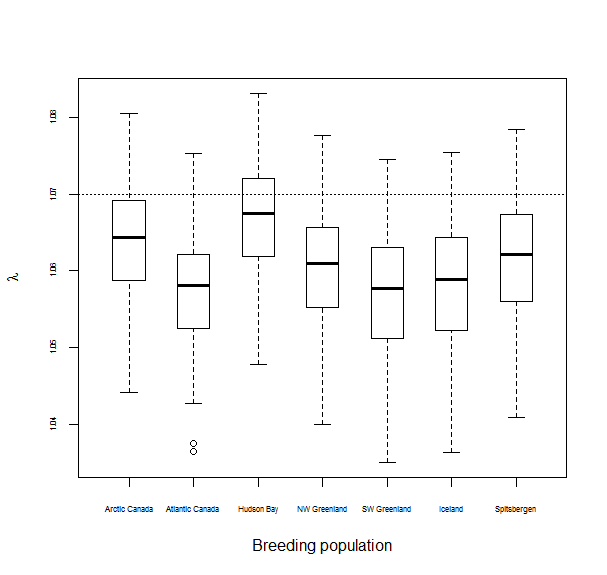 1.08
1.07
1.06
1.05
1.04
λ
Arctic Canada Atlantic Canada Hudson Bay NW Greenland SW Greenland Iceland Spitsbergen
Breeding population